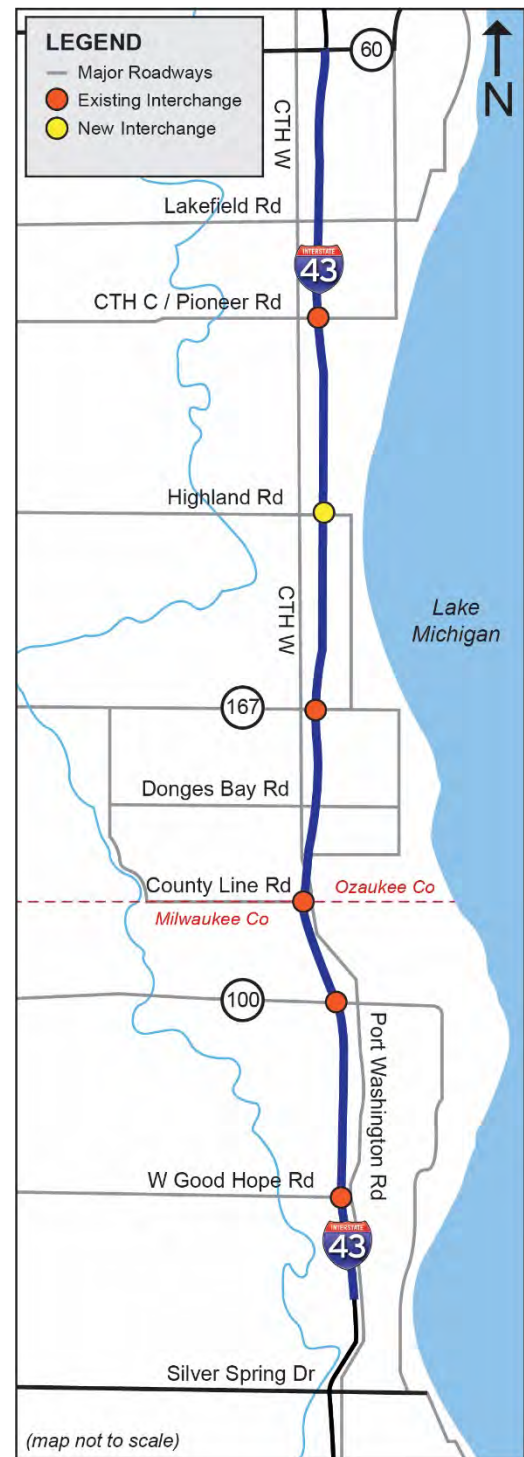 LEGEND
Major Roadways
Existing Interchange
New Interchange
60
N
CTH W
Lakefield Rd
INTERSTATE
43
CTH C / Pioneer Rd
Highland Rd
CTH W
Lake
Michigan
167
Donges Bay Rd
County Line Rd
Ozaukee Co
Milwaukee Co
100
Port Washington Rd
W Good Hope Rd
INTERSTATE
43
Silver Spring Dr
(map not to scale)